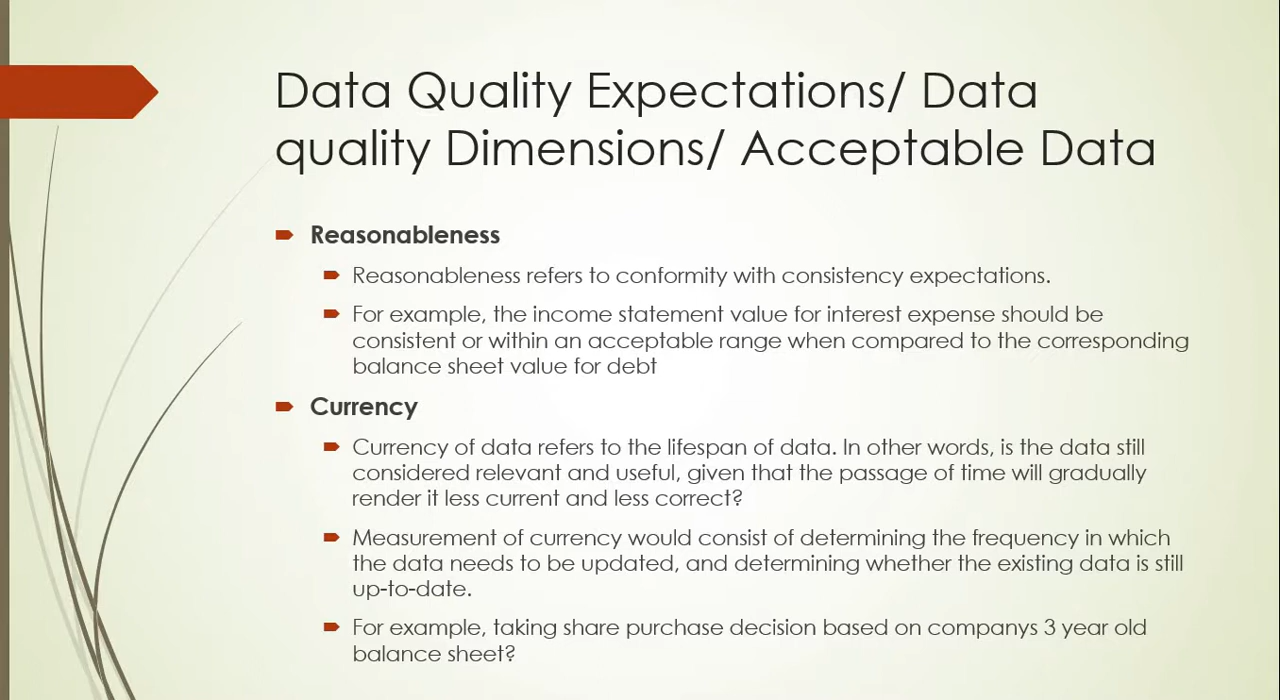 Data Quality Expectations/ Data
quality Dimensions/ Acceptable Data
Reasonableness
Reasonableness refers to conformity with consistency expectations.
For example, the income statement value for interest expense should be
consistent or within an acceptable range when compared to the corresponding
balance sheet value for debt
Currency
Currency of data refers to the lifespan of data. In other words, is the data still
considered relevant and useful, given that the passage of time will gradually
render it less current and less correct?
Measurement of currency would consist of determining the frequency in which
the data needs to be updated, and determining whether the existing data is still
up-to-date.
For example, taking share purchase decision based on companys 3 year old
balance sheet?